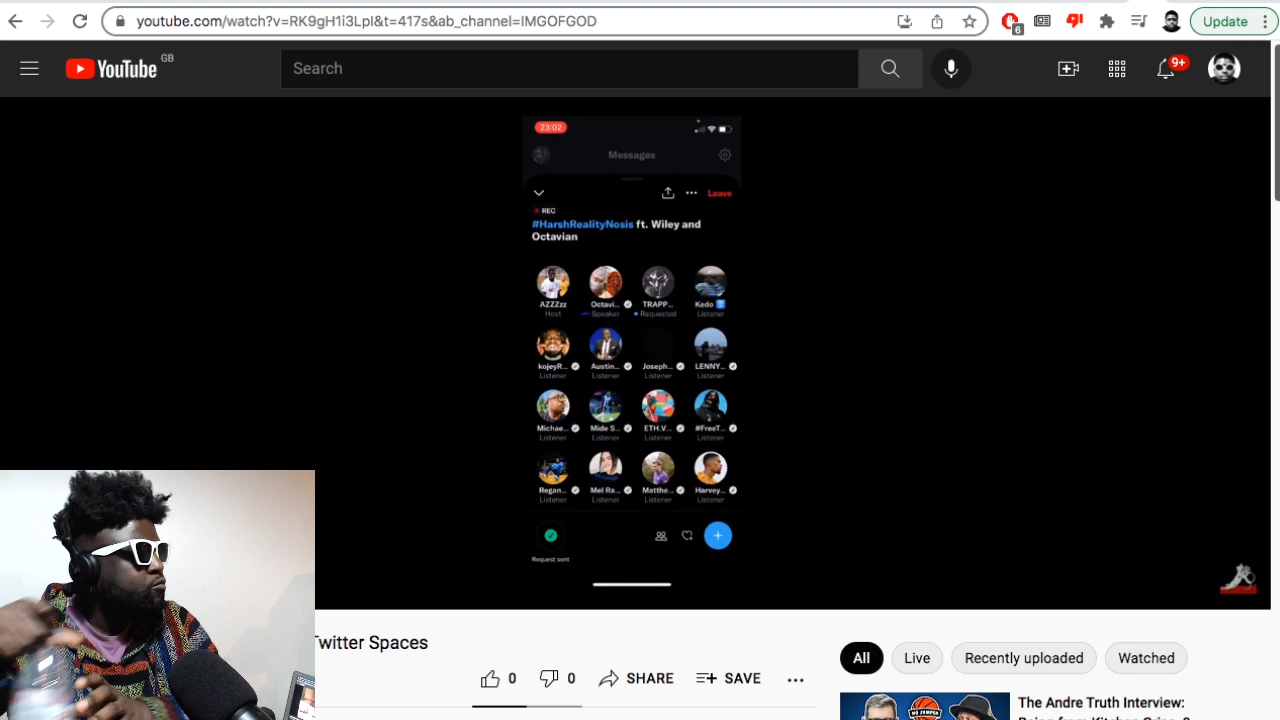 youtube.com/watch?v=RK9gH1i3LpI&t=417s&ab_channel=IMGOFGOD
6
Update
YouTube GB
Search
9+
23:02
Messages
Leave
REC
#HarshRealityNosis ft. Wiley and
Octavian
AZZZzz Octavi... TRAPP... Kedo
Host Speaker Requested Listener
kojeyR... Austin... Joseph... LENNY...
Listener Listener Listener Listener
Michae... Mide S... ETH.V... #FreeT...
Listener Listener Listener Listener
Regan... Mel Ra... Matthe... Harvey...
Listener Listener Listener Listener
Request sent
Twitter Spaces
0 0 SHARE SAVE
All Live Recently uploaded Watched
NO JUMPER
The Andre Truth Interview: